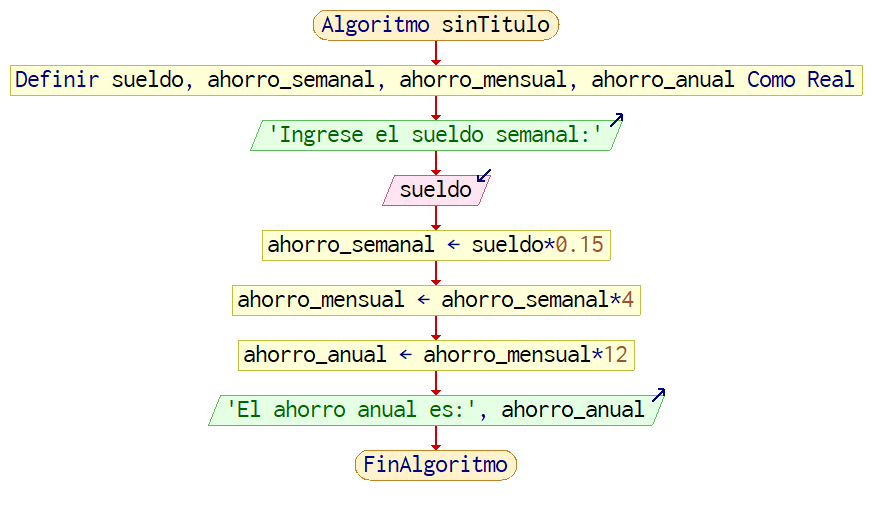 Algoritmo sinTitulo
Definir sueldo, ahorro_semanal, ahorro_mensual, ahorro_anual Como Real
'Ingrese el sueldo semanal:'
sueldo
ahorro_semanal ← sueldo*0.15
ahorro_mensual ← ahorro_semanal*4
ahorro_anual ← ahorro_mensual*12
'El ahorro anual es:', ahorro_anual
FinAlgoritmo